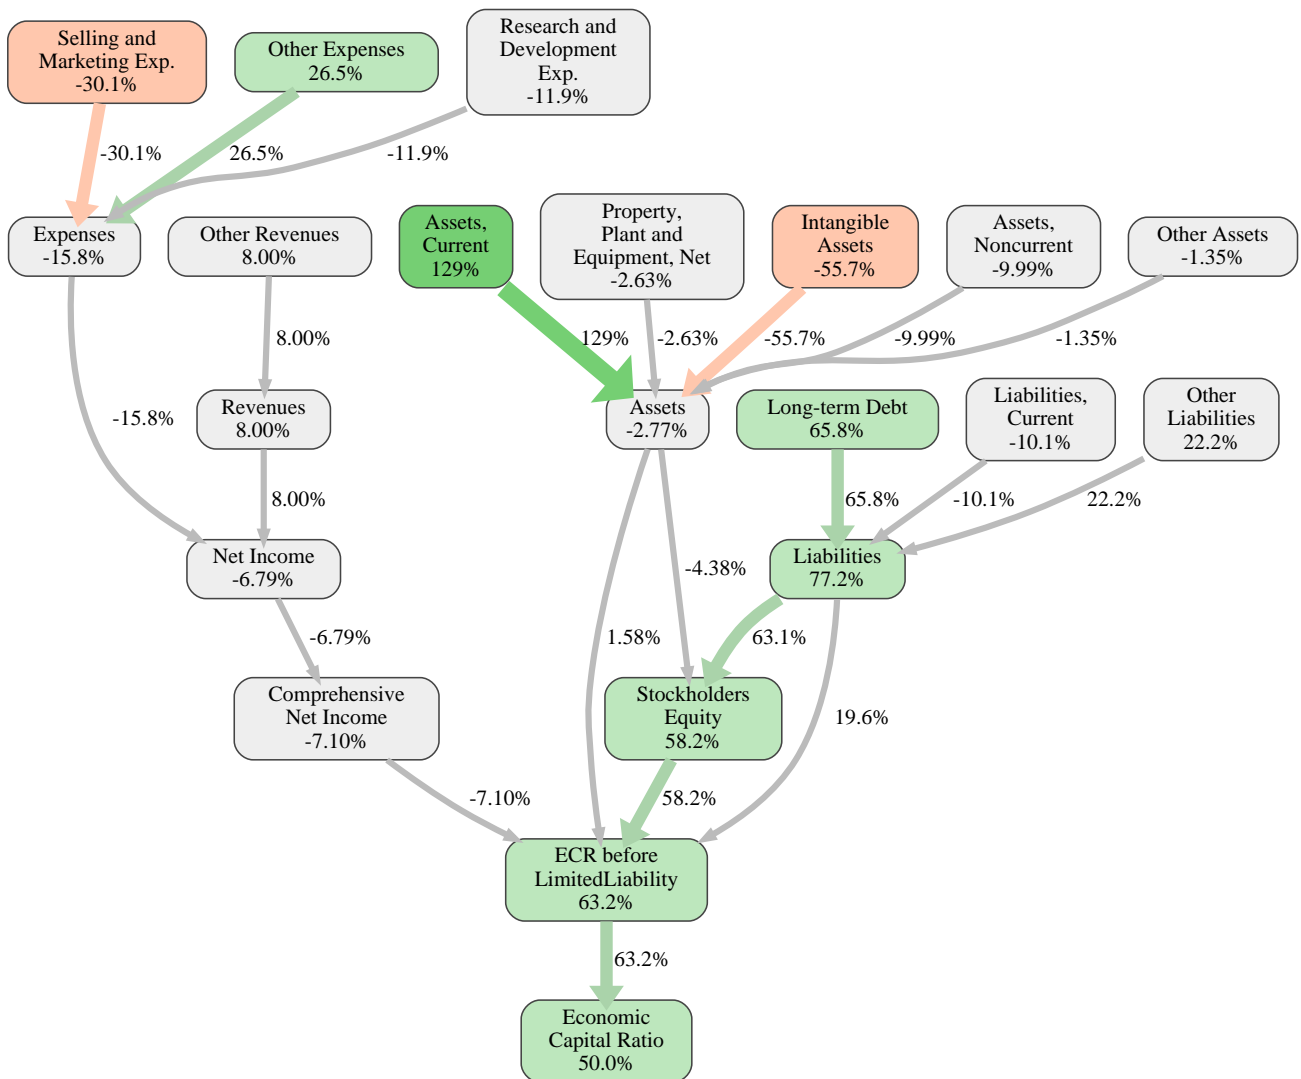 Selling and
Marketing Exp.
-30.1%
Other Expenses
26.5%
Research and
Development
Exp.
-11.9%
-30.1%
26.5%
-11.9%
Expenses
-15.8%
Other Revenues
8.00%
Assets,
Current
129%
Property,
Plant and
Equipment, Net
-2.63%
Intangible
Assets
-55.7%
Assets,
Noncurrent
-9.99%
Other Assets
-1.35%
8.00%
129%
-2.63%
-55.7%
-9.99%
-1.35%
-15.8%
Revenues
8.00%
Assets
-2.77%
Long-term Debt
65.8%
Liabilities,
Current
-10.1%
Other
Liabilities
22.2%
8.00%
65.8%
-10.1%
22.2%
Net Income
-6.79%
-4.38%
Liabilities
77.2%
-6.79%
1.58%
63.1%
Comprehensive
Net Income
-7.10%
Stockholders
Equity
58.2%
19.6%
-7.10%
58.2%
ECR before
LimitedLiability
63.2%
63.2%
Economic
Capital Ratio
50.0%